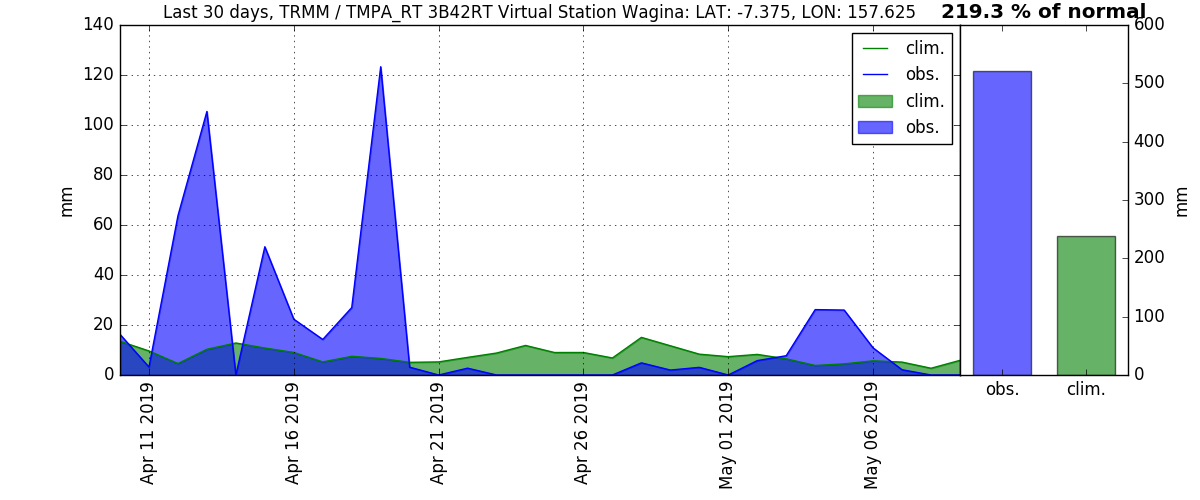 Last 30 days, TRMM / TMPA_RT 3B42RT Virtual Station Wagina: LAT: -7.375, LON: 157.625
219.3 % of normal
140
120
100
80
60
40
20
0
mm
clim.
obs.
clim.
obs.
Apr 11 2019
Apr 16 2019
Apr 21 2019
Apr 26 2019
May 01 2019
May 06 2019
600
500
400
300
200
100
0
mm
obs.
clim.